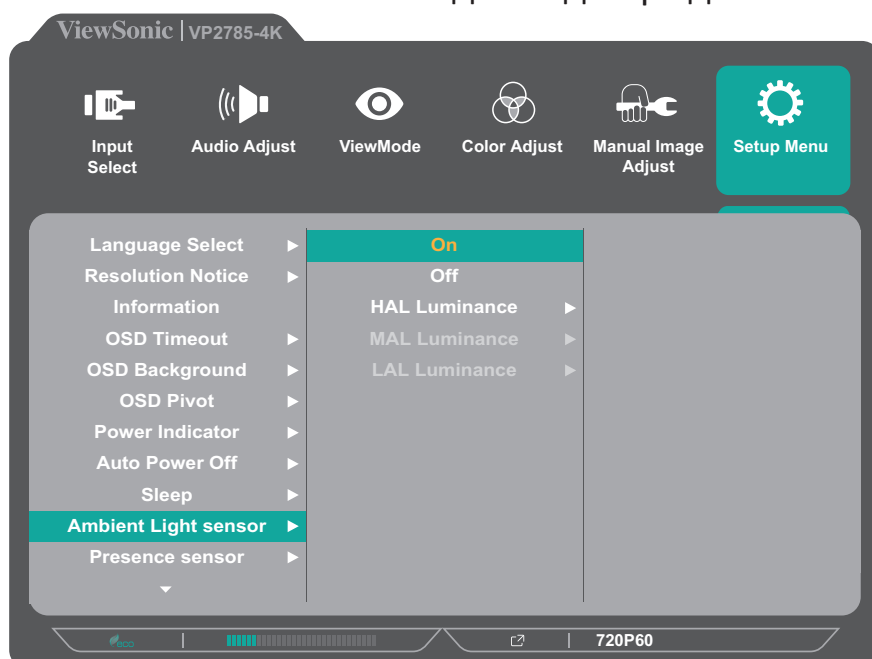 ViewSonic | VP2785-4K
Input Select
Audio Adjust
ViewMode
Color Adjust
Manual Image Adjust
Setup Menu
Language Select
Resolution Notice
Information
OSD Timeout
OSD Background
OSD Pivot
Power Indicator
Auto Power Off
Sleep
Ambient Light sensor
Presence sensor
On
Off
HAL Luminance
MAL Luminance
LAL Luminance
eco
720P60